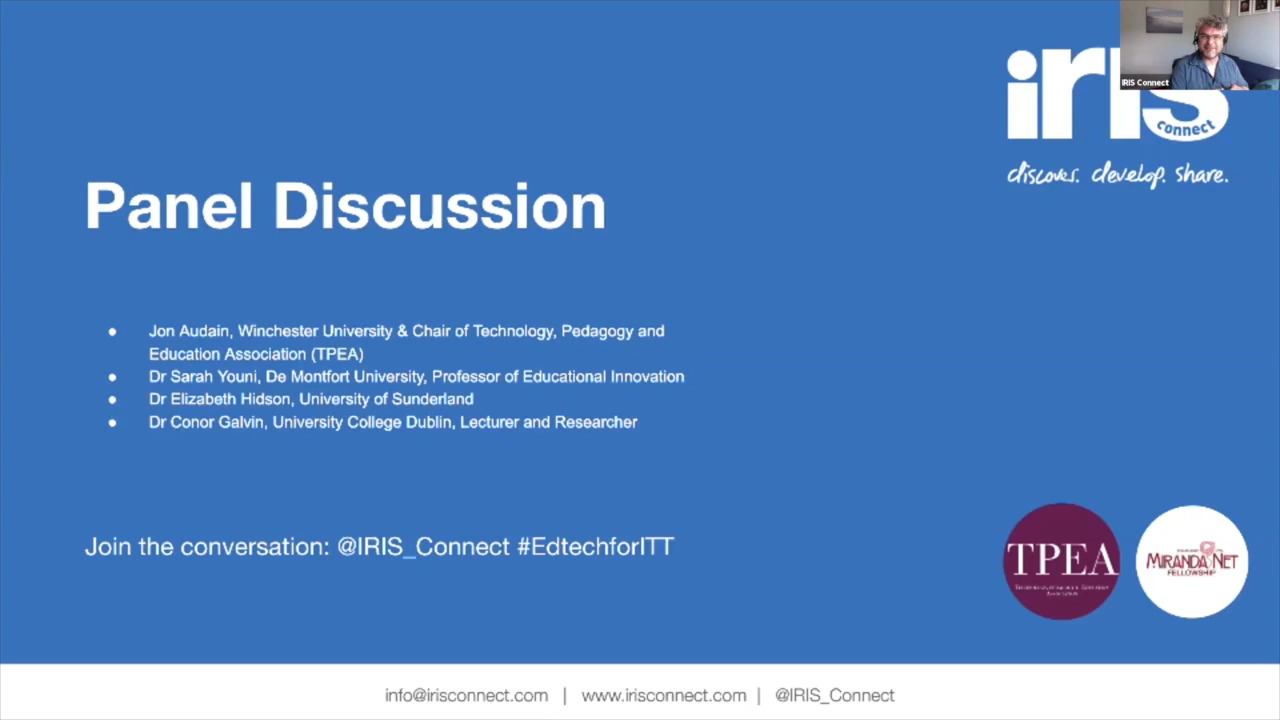 IRIS Connect
iris
connect
discover. develop. share.
Panel Discussion
● Jon Audain, Winchester University & Chair of Technology, Pedagogy and
Education Association (TPEA)
● Dr Sarah Youni, De Montfort University, Professor of Educational Innovation
● Dr Elizabeth Hidson, University of Sunderland
● Dr Conor Galvin, University College Dublin, Lecturer and Researcher
Join the conversation: @IRIS_Connect #EdtechforITT
TPEA
MIRANDANET
FELLOWSHIP
info@irisconnect.com | www.irisconnect.com | @IRIS_Connect